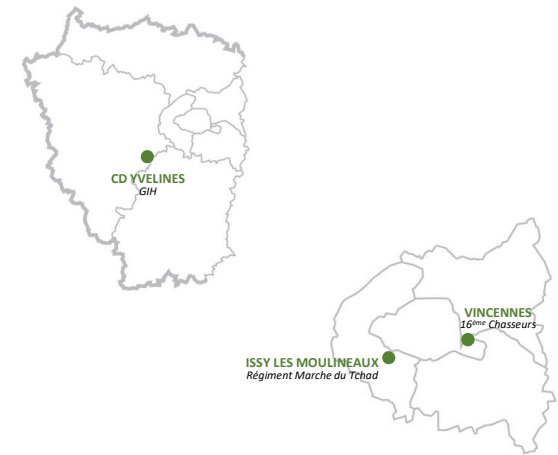 CD YVELINES
GIH
VINCENNES
16ème Chasseurs
ISSY LES MOULINEAUX
Régiment Marche du Tchad